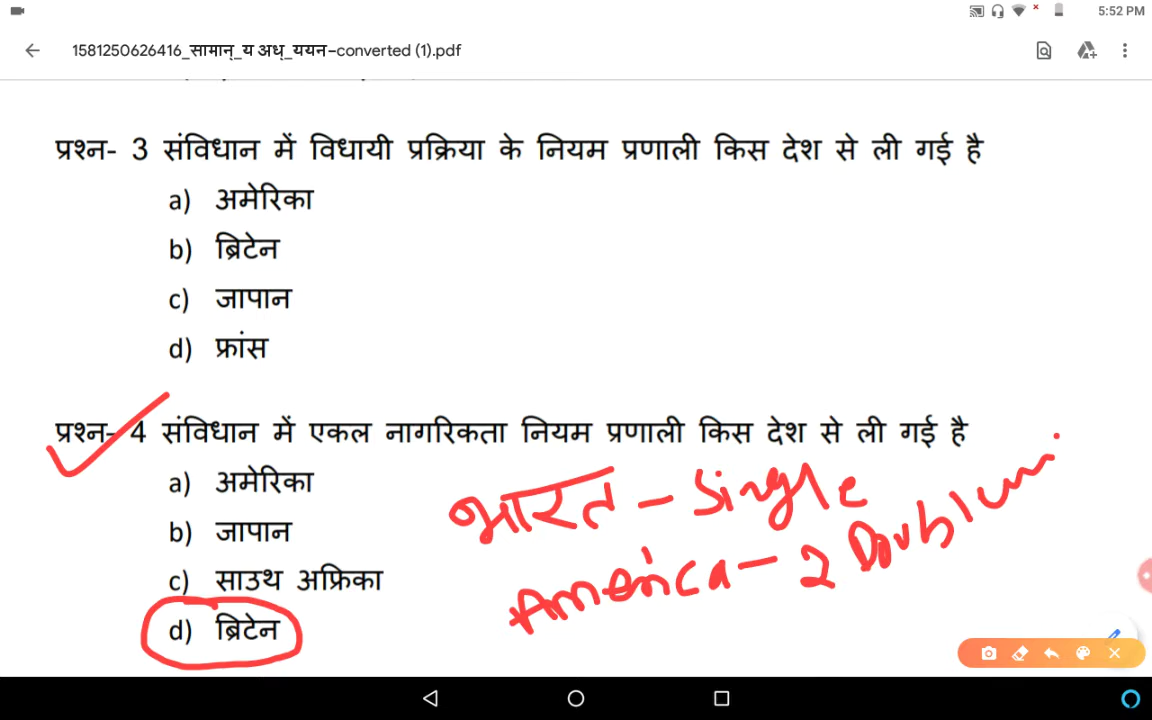 5:52 PM
1581250626416_सामान्_य अध्_ययन-converted (1).pdf
प्रश्न- 3 संविधान में विधायी प्रक्रिया के नियम प्रणाली किस देश से ली गई है
a) अमेरिका
b) ब्रिटेन
c) जापान
d) फ्रांस
प्रश्न- 4 संविधान में एकल नागरिकता नियम प्रणाली किस देश से ली गई है
a) अमेरिका
b) जापान
c) साउथ अफ्रिका
d) ब्रिटेन
भारत - Single
America - 2